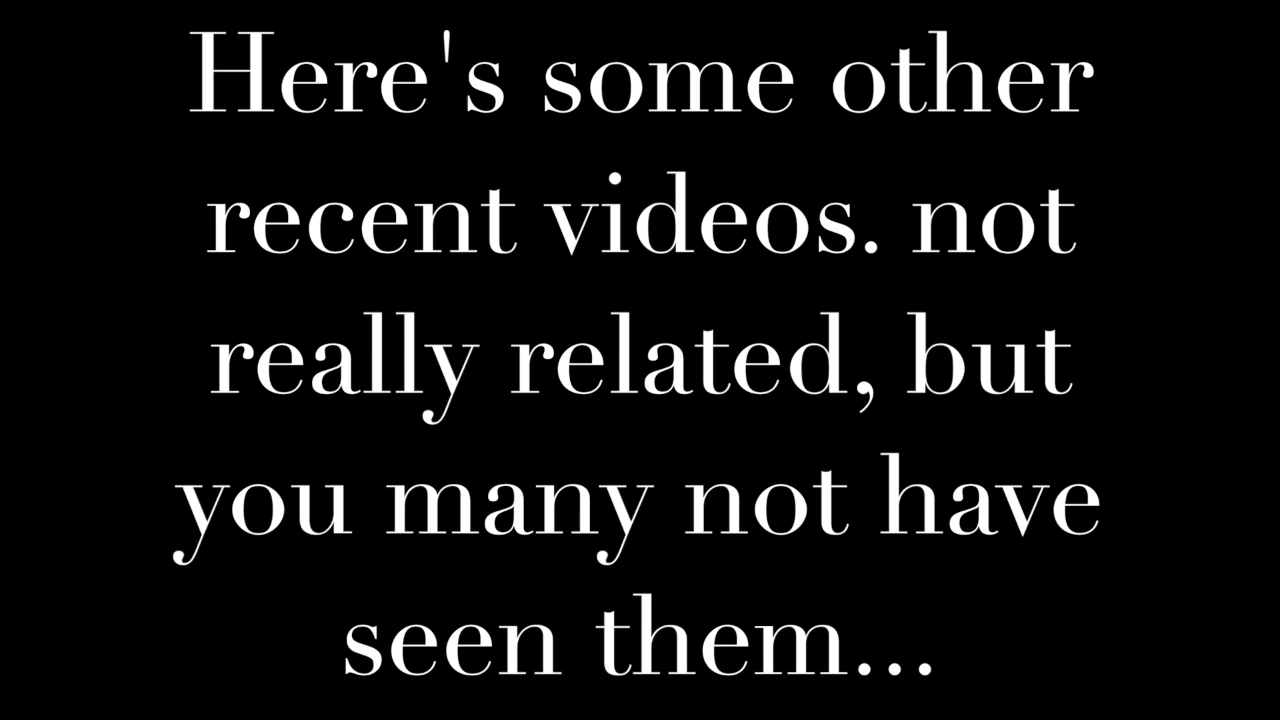 Here's some other
recent videos. not
really related, but
you many not have
seen them...